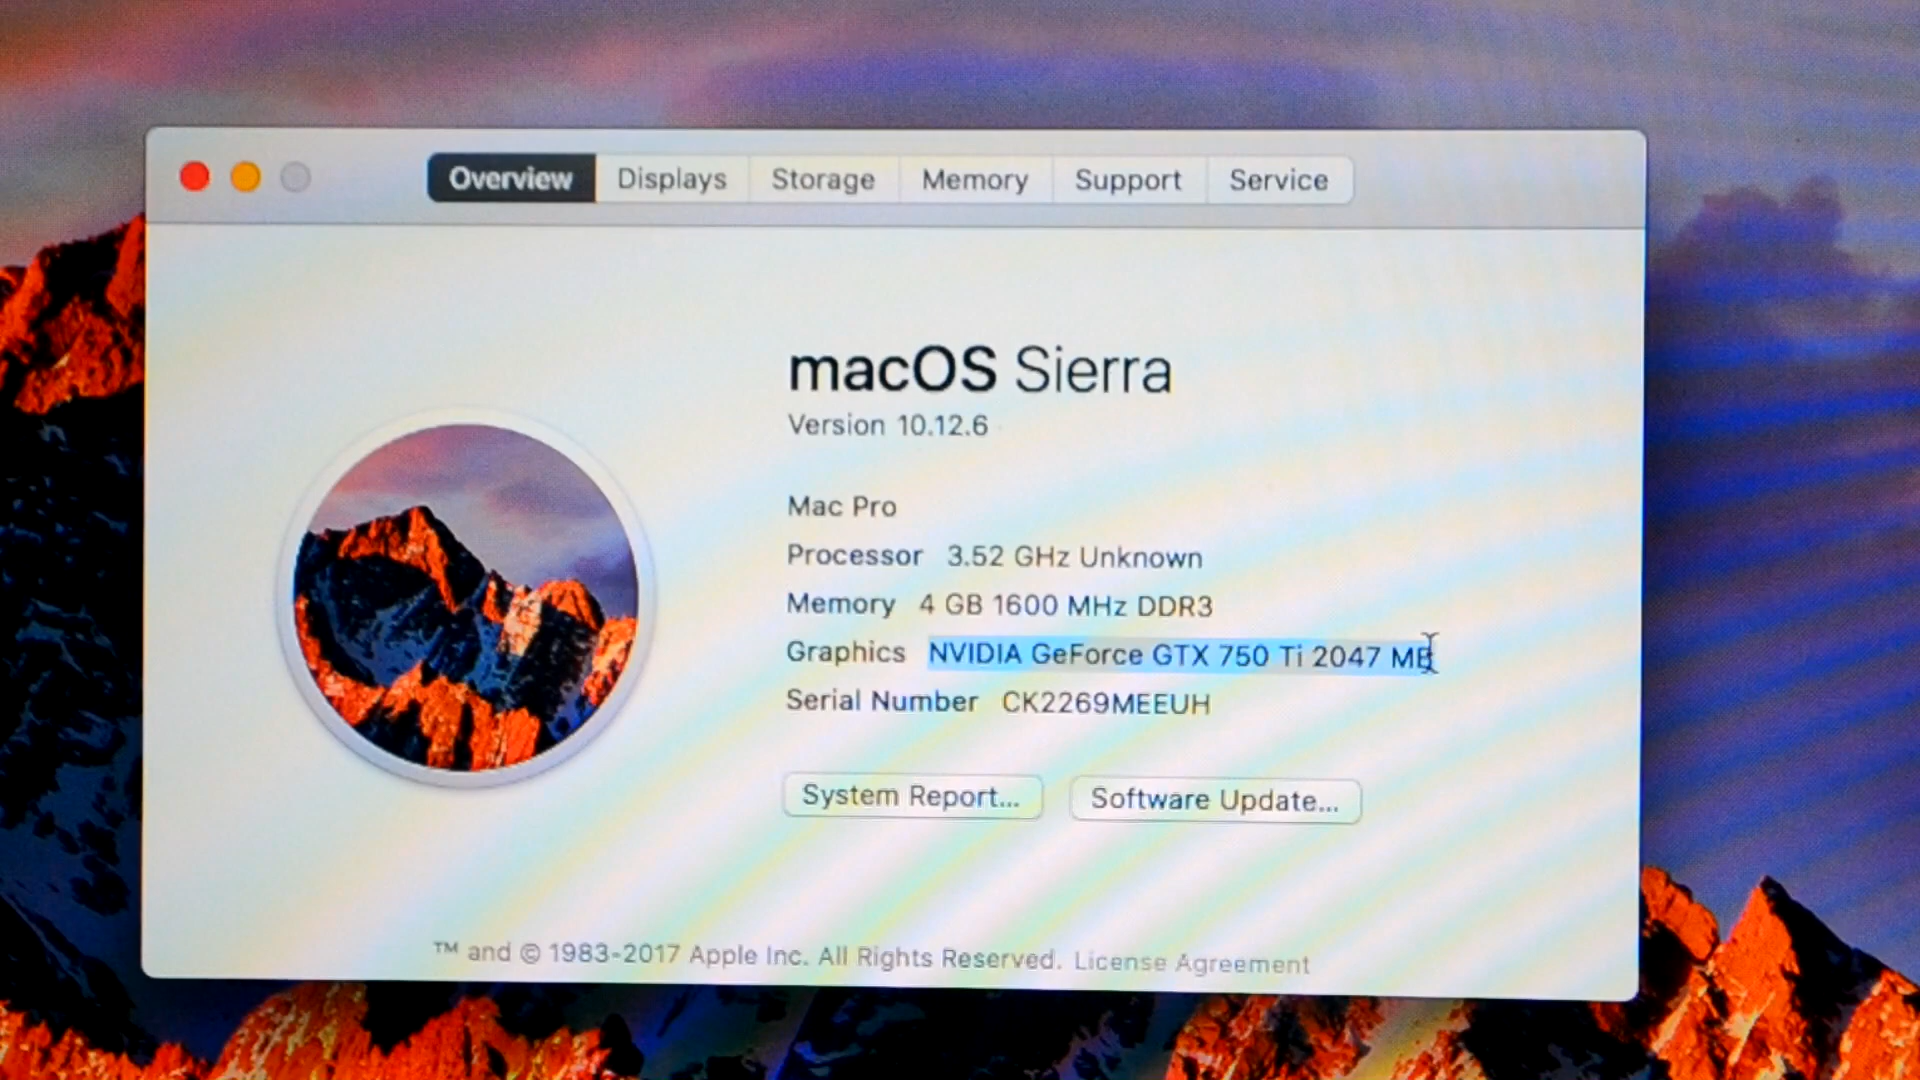 Overview Displays Storage Memory Support Service
macOS Sierra
Version 10.12.6
Mac Pro
Processor 3.52 GHz Unknown
Memory 4 GB 1600 MHz DDR3
Graphics NVIDIA GeForce GTX 750 Ti 2047 MB
Serial Number CK2269MEEUH
System Report... Software Update...
™ and © 1983-2017 Apple Inc. All Rights Reserved. License Agreement